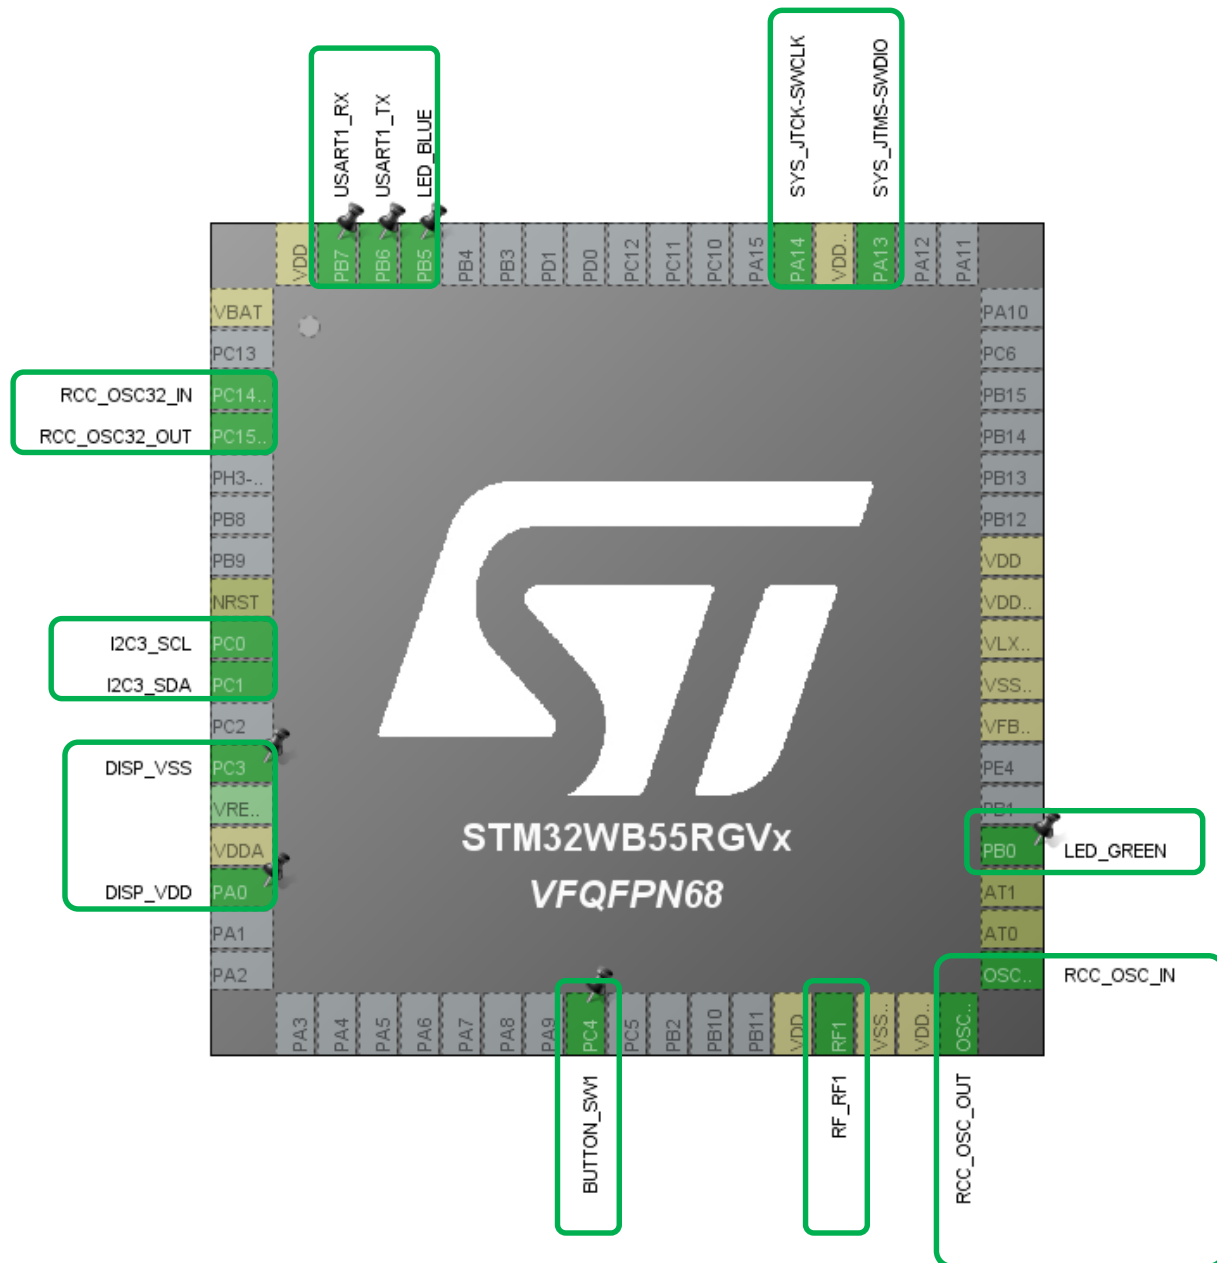 USART1_RX
USART1_TX
LED_BLUE
SYS_JTCK-SWCLK
SYS_JTMS-SWDIO
VDD
PB7
PB6
PB5
PB4
PB3
PD1
PD0
PC12
PC11
PC10
PA15
PA14
VDD..
PA13
PA12
PA11
VBAT
PC13
RCC_OSC32_IN PC14..
RCC_OSC32_OUT PC15..
PH3-..
PB8
PB9
NRST
I2C3_SCL PC0
I2C3_SDA PC1
PC2
DISP_VSS PC3
VRE..
VDDA
DISP_VDD PA0
PA1
PA2
ST
STM32WB55RGVx
VFQFPN68
PA10
PC6
PB15
PB14
PB13
PB12
VDD
VDD..
VLX..
VSS..
VFB..
PE4
PB1
PB0 LED_GREEN
AT1
AT0
OSC.. RCC_OSC_IN
PA3
PA4
PA5
PA6
PA7
PA8
PA9
PC4
PC5
PB2
PB10
PB11
VDD
RF1
VSS..
VDD..
OSC..
BUTTON_SW1
RF_RF1
RCC_OSC_OUT